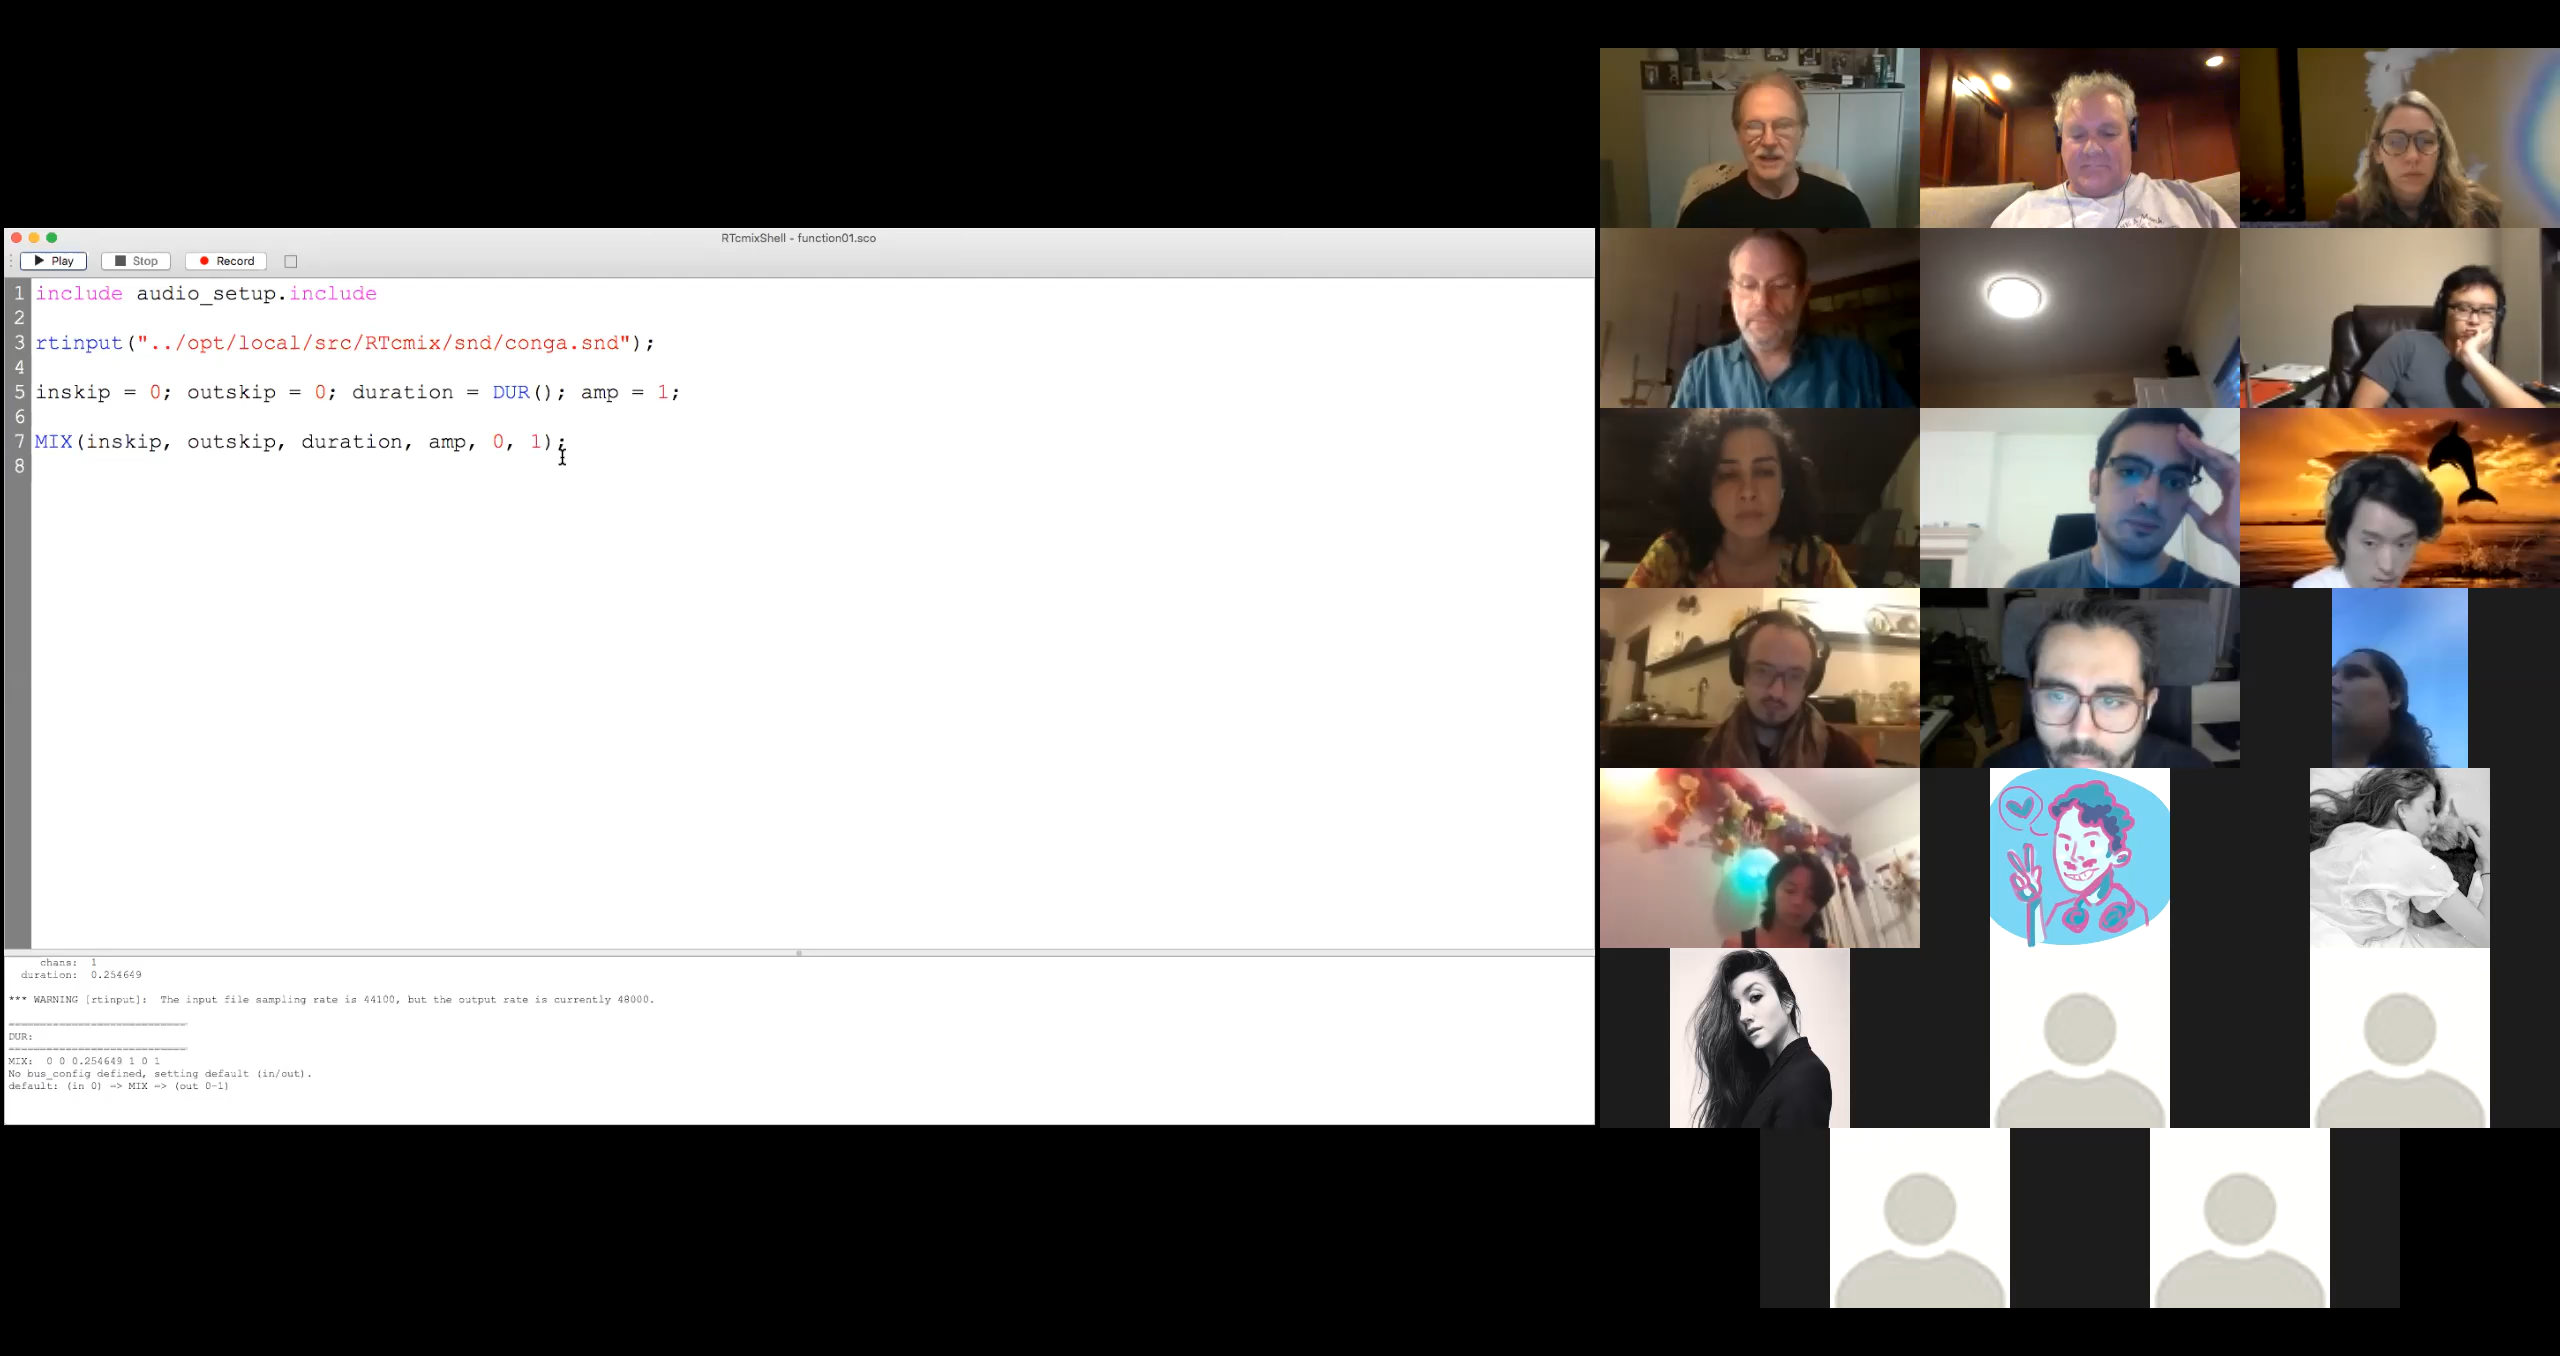 RTcmixShell - function01.sco
Play Stop Record
1 include audio_setup.include
2
3 rtinput("../opt/local/src/RTcmix/snd/conga.snd");
4
5 inskip = 0; outskip = 0; duration = DUR(); amp = 1;
6
7 MIX(inskip, outskip, duration, amp, 0, 1);
8
chans: 1
duration: 0.254649
*** WARNING [rtinput]: The input file sampling rate is 44100, but the output rate is currently 48000.
============================
DUR:
============================
MIX: 0 0 0.254649 1 0 1
No bus_config defined, setting default (in/out).
default: (in 0) => MIX => (out 0-1)